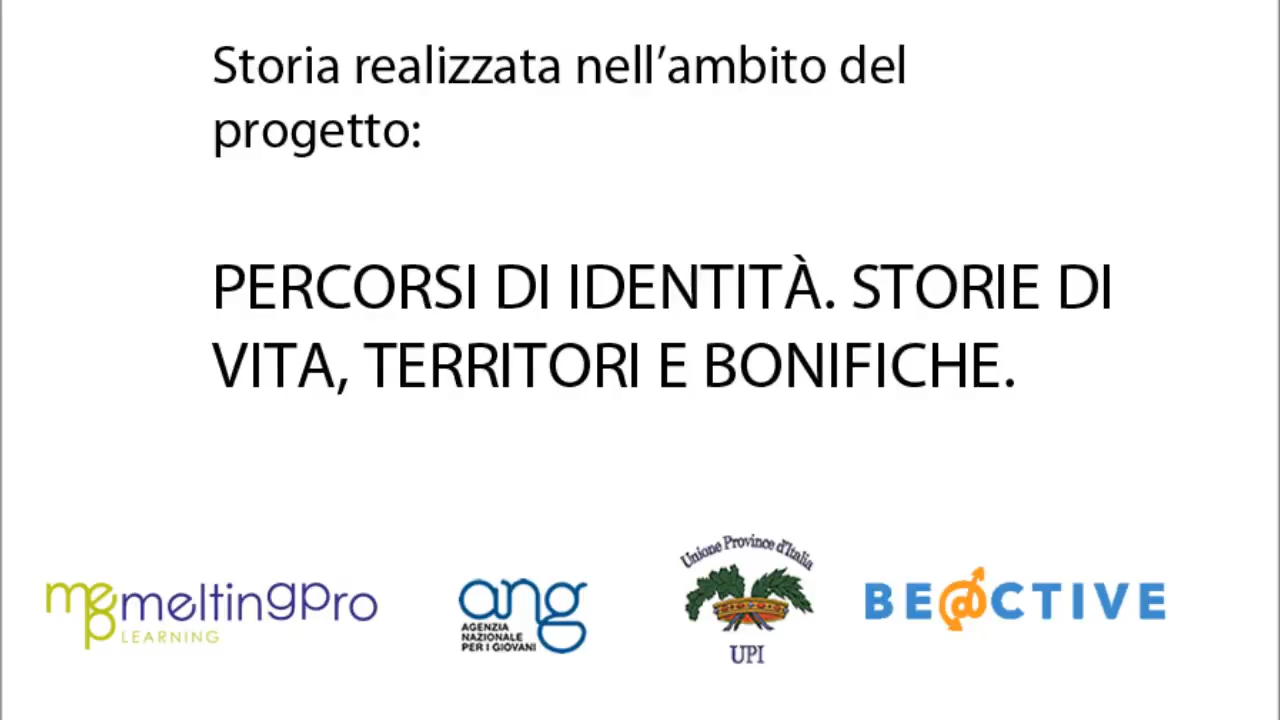 Storia realizzata nell’ambito del
progetto:
PERCORSI DI IDENTITÀ. STORIE DI
VITA, TERRITORI E BONIFICHE.
mep meltingpro
LEARNING
ang
AGENZIA
NAZIONALE
PER I GIOVANI
Unione Province d'Italia
UPI
BE@CTIVE